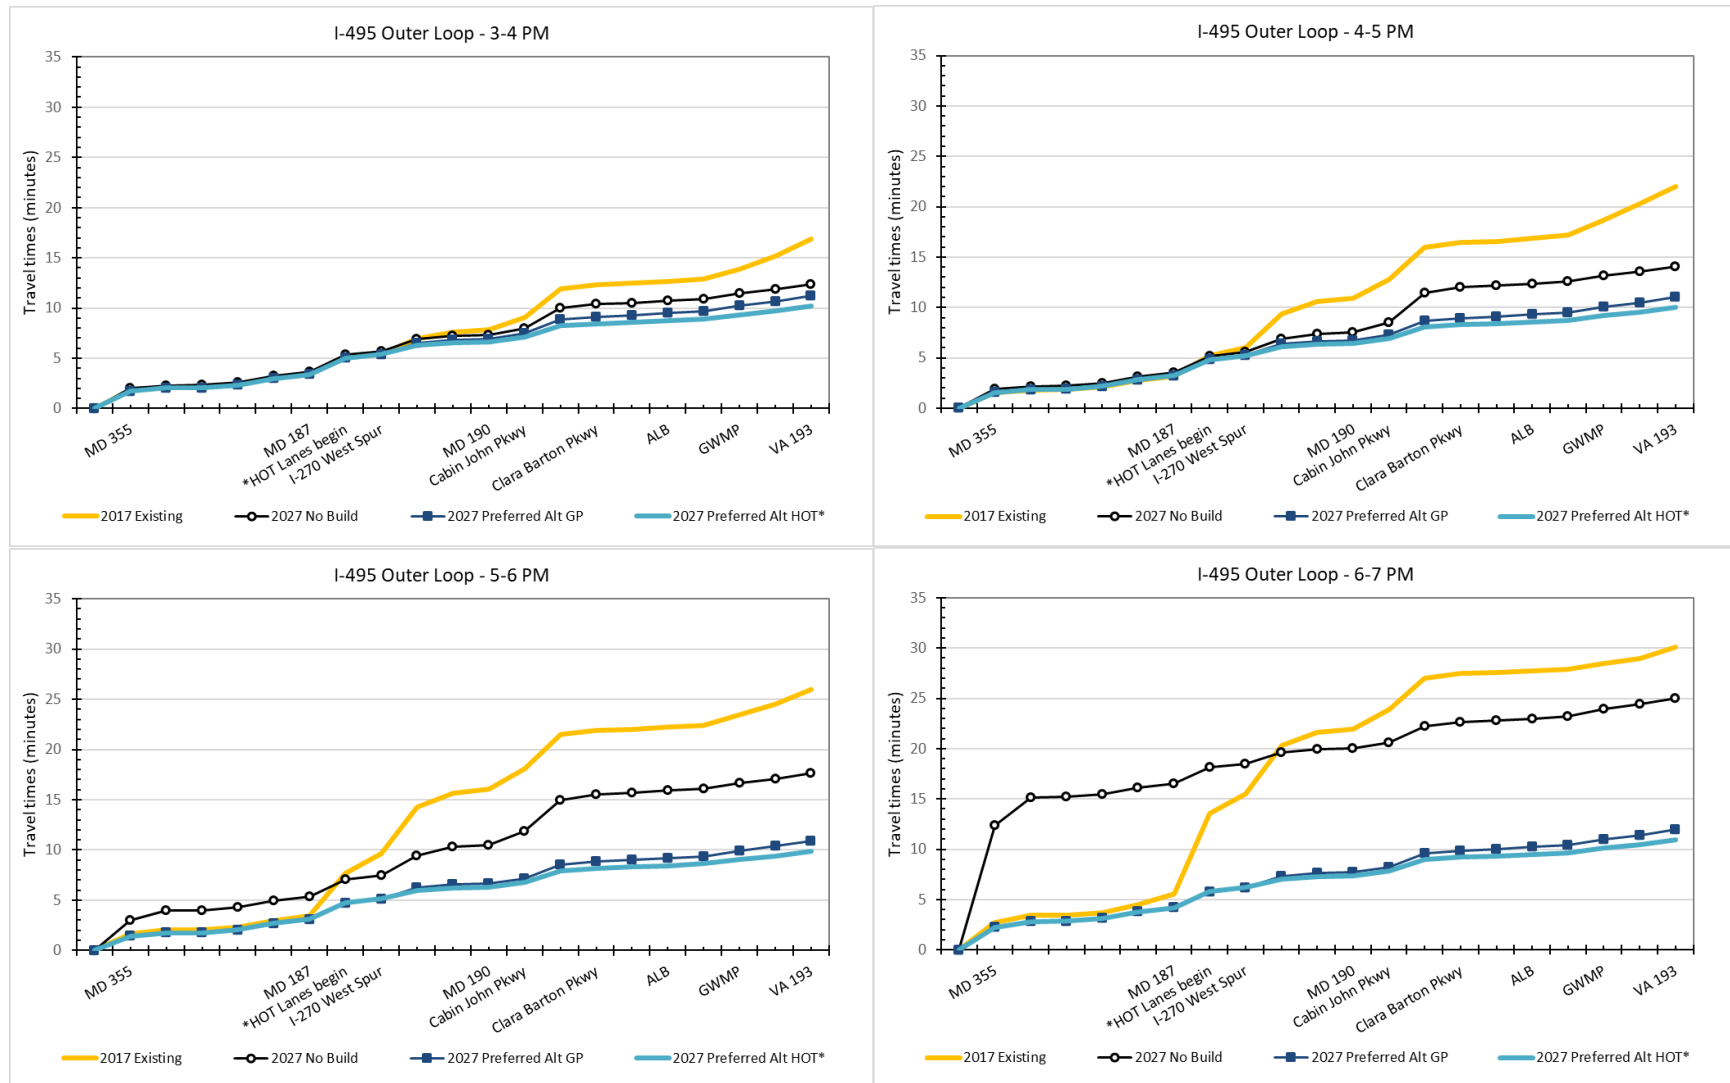 I-495 Outer Loop - 3-4 PM
Travel times (minutes)
35
30
25
20
15
10
5
0
MD 355
MD 187
*HOT Lanes begin
I-270 West Spur
MD 190
Cabin John Pkwy
Clara Barton Pkwy
ALB
GWMP
VA 193
2017 Existing
2027 No Build
2027 Preferred Alt GP
2027 Preferred Alt HOT*
I-495 Outer Loop - 4-5 PM
Travel times (minutes)
35
30
25
20
15
10
5
0
MD 355
MD 187
*HOT Lanes begin
I-270 West Spur
MD 190
Cabin John Pkwy
Clara Barton Pkwy
ALB
GWMP
VA 193
2017 Existing
2027 No Build
2027 Preferred Alt GP
2027 Preferred Alt HOT*
I-495 Outer Loop - 5-6 PM
Travel times (minutes)
35
30
25
20
15
10
5
0
MD 355
MD 187
*HOT Lanes begin
I-270 West Spur
MD 190
Cabin John Pkwy
Clara Barton Pkwy
ALB
GWMP
VA 193
2017 Existing
2027 No Build
2027 Preferred Alt GP
2027 Preferred Alt HOT*
I-495 Outer Loop - 6-7 PM
Travel times (minutes)
35
30
25
20
15
10
5
0
MD 355
MD 187
*HOT Lanes begin
I-270 West Spur
MD 190
Cabin John Pkwy
Clara Barton Pkwy
ALB
GWMP
VA 193
2017 Existing
2027 No Build
2027 Preferred Alt GP
2027 Preferred Alt HOT*